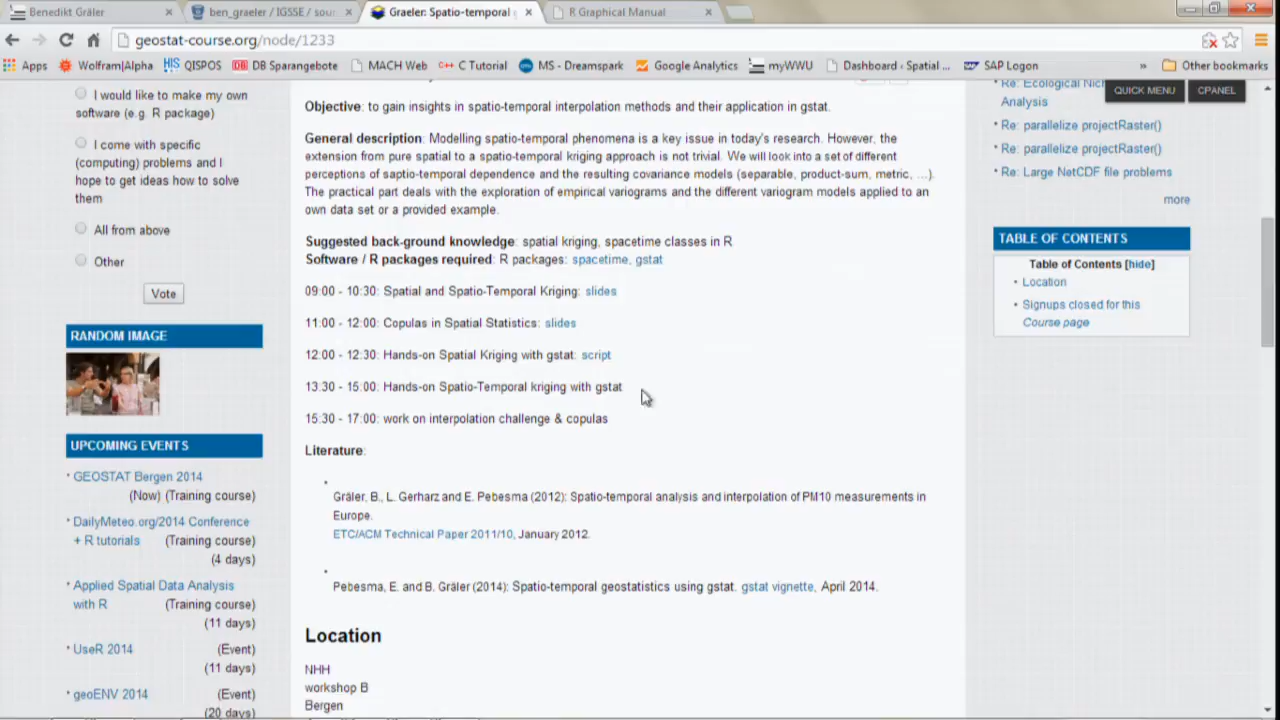 Benedikt Gräler
ben_graeler / IGSSE / sour
Graeler: Spatio-temporal
R Graphical Manual
geostat-course.org/node/1233
Apps
Wolfram|Alpha
HIS QISPOS
DB DB Sparangebote
MACH Web
C++ C Tutorial
MS - Dreamspark
Google Analytics
myWWU
Dashboard ‹ Spatial ...
SAP Logon
»
Other bookmarks
I would like to make my own
software (e.g. R package)
I come with specific
(computing) problems and I
hope to get ideas how to solve
them
All from above
Other
Vote
RANDOM IMAGE
UPCOMING EVENTS
GEOSTAT Bergen 2014
(Now) (Training course)
DailyMeteo.org/2014 Conference
+ R tutorials (Training course)
(4 days)
Applied Spatial Data Analysis
with R (Training course)
(11 days)
UseR 2014 (Event)
(11 days)
geoENV 2014 (Event)
(20 days)
Objective: to gain insights in spatio-temporal interpolation methods and their application in gstat.
General description: Modelling spatio-temporal phenomena is a key issue in today's research. However, the
extension from pure spatial to a spatio-temporal kriging approach is not trivial. We will look into a set of different
perceptions of saptio-temporal dependence and the resulting covariance models (separable, product-sum, metric, ...).
The practical part deals with the exploration of empirical variograms and the different variogram models applied to an
own data set or a provided example.
Suggested back-ground knowledge: spatial kriging, spacetime classes in R
Software / R packages required: R packages: spacetime, gstat
09:00 - 10:30: Spatial and Spatio-Temporal Kriging: slides
11:00 - 12:00: Copulas in Spatial Statistics: slides
12:00 - 12:30: Hands-on Spatial Kriging with gstat: script
13:30 - 15:00: Hands-on Spatio-Temporal kriging with gstat
15:30 - 17:00: work on interpolation challenge & copulas
Literature:
Gräler, B., L. Gerharz and E. Pebesma (2012): Spatio-temporal analysis and interpolation of PM10 measurements in
Europe.
ETC/ACM Technical Paper 2011/10, January 2012.
Pebesma, E. and B. Gräler (2014): Spatio-temporal geostatistics using gstat. gstat vignette, April 2014.
Location
NHH
workshop B
Bergen
Re: Ecological Nich
Analysis
QUICK MENU
CPANEL
Re: parallelize projectRaster()
Re: parallelize projectRaster()
Re: Large NetCDF file problems
more
TABLE OF CONTENTS
Table of Contents [hide]
Location
Signups closed for this
Course page